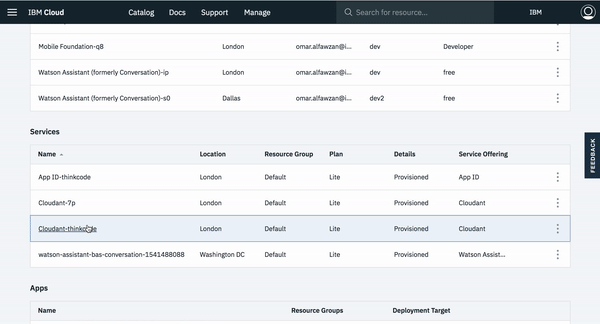 IBM Cloud Catalog Docs Support Manage Search for resource... IBM
Mobile Foundation-q8 London omar.alfawzan@i... dev Developer
Watson Assistant (formerly Conversation)-ip London omar.alfawzan@i... dev free
Watson Assistant (formerly Conversation)-s0 Dallas omar.alfawzan@i... dev2 free
FEEDBACK
Services
Name Location Resource Group Plan Details Service Offering
App ID-thinkcode London Default Lite Provisioned App ID
Cloudant-7p London Default Lite Provisioned Cloudant
Cloudant-thinkcode London Default Lite Provisioned Cloudant
watson-assistant-bas-conversation-1541488088 Washington DC Default Lite Provisioned Watson Assist...
Apps
Name Resource Groups Deployment Target